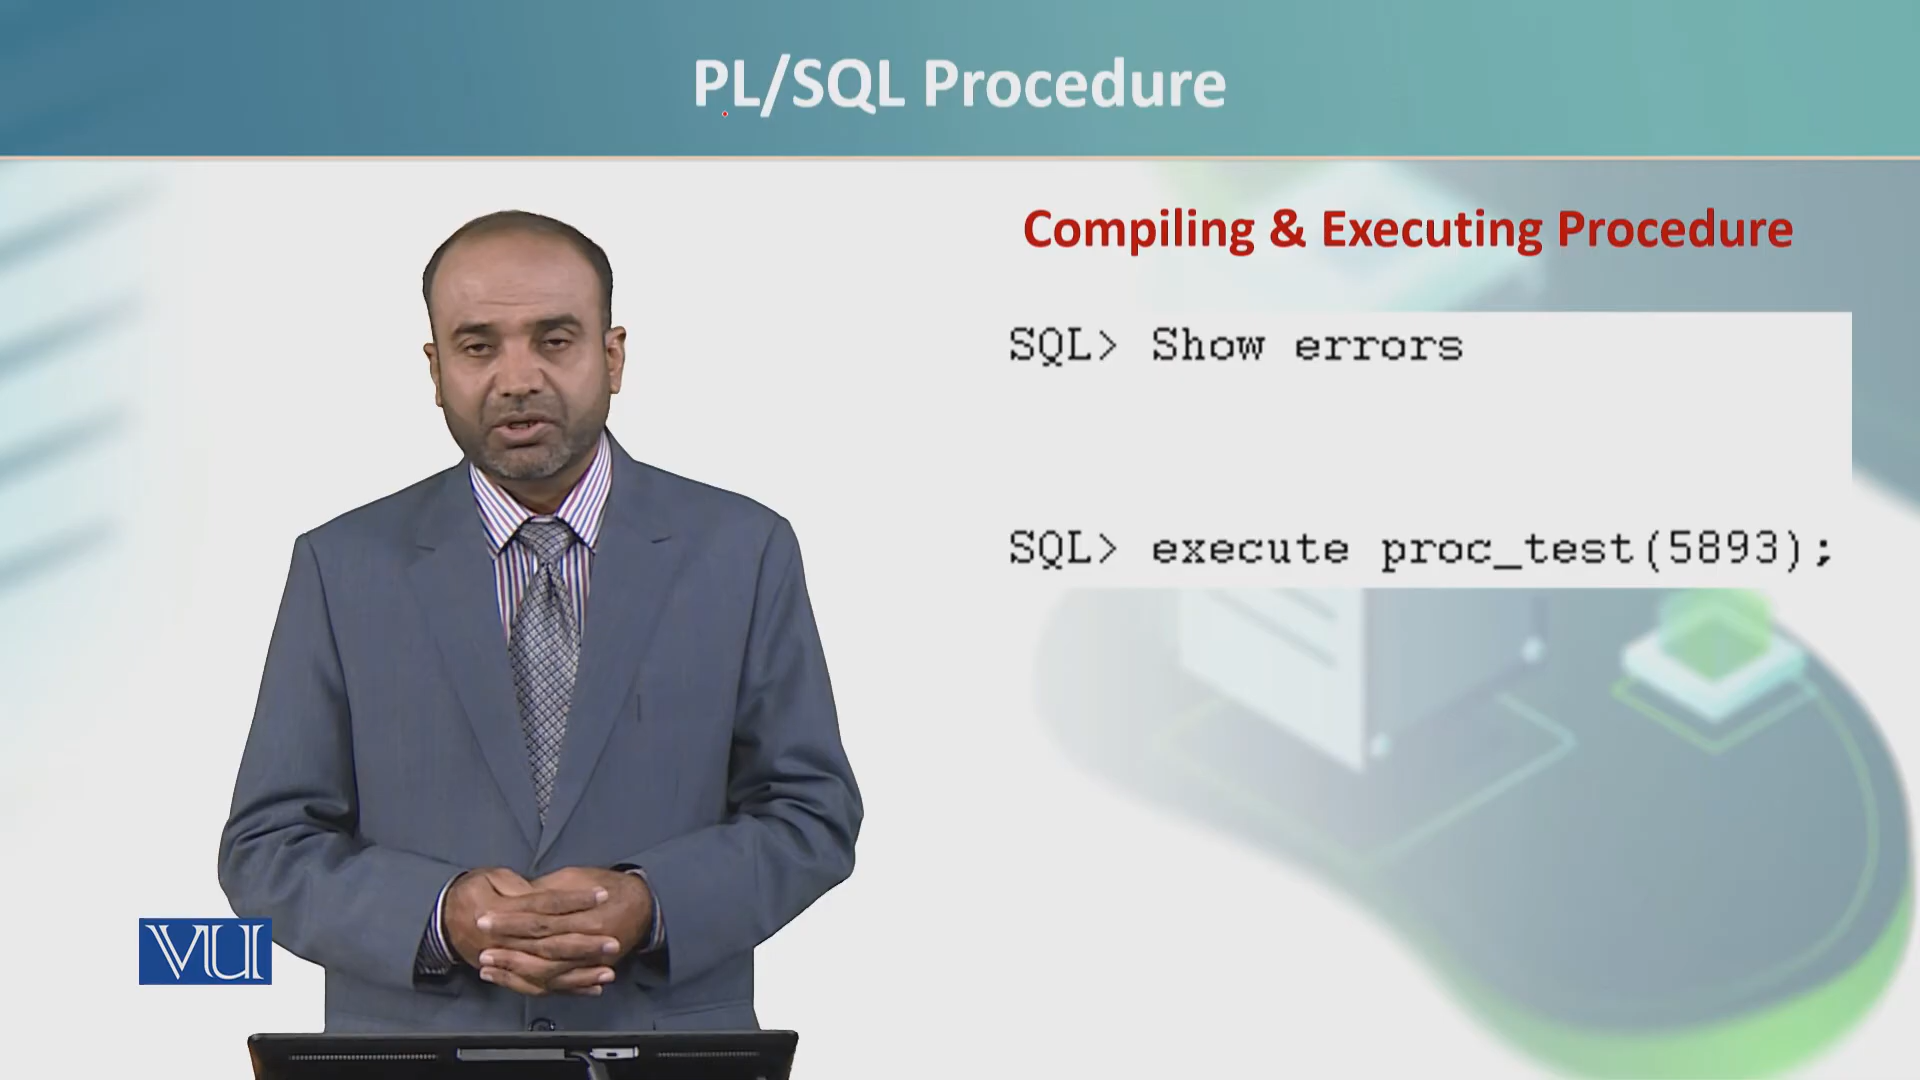 PL/SQL Procedure
Compiling & Executing Procedure
SQL> Show errors
SQL> execute proc_test(5893);
VU